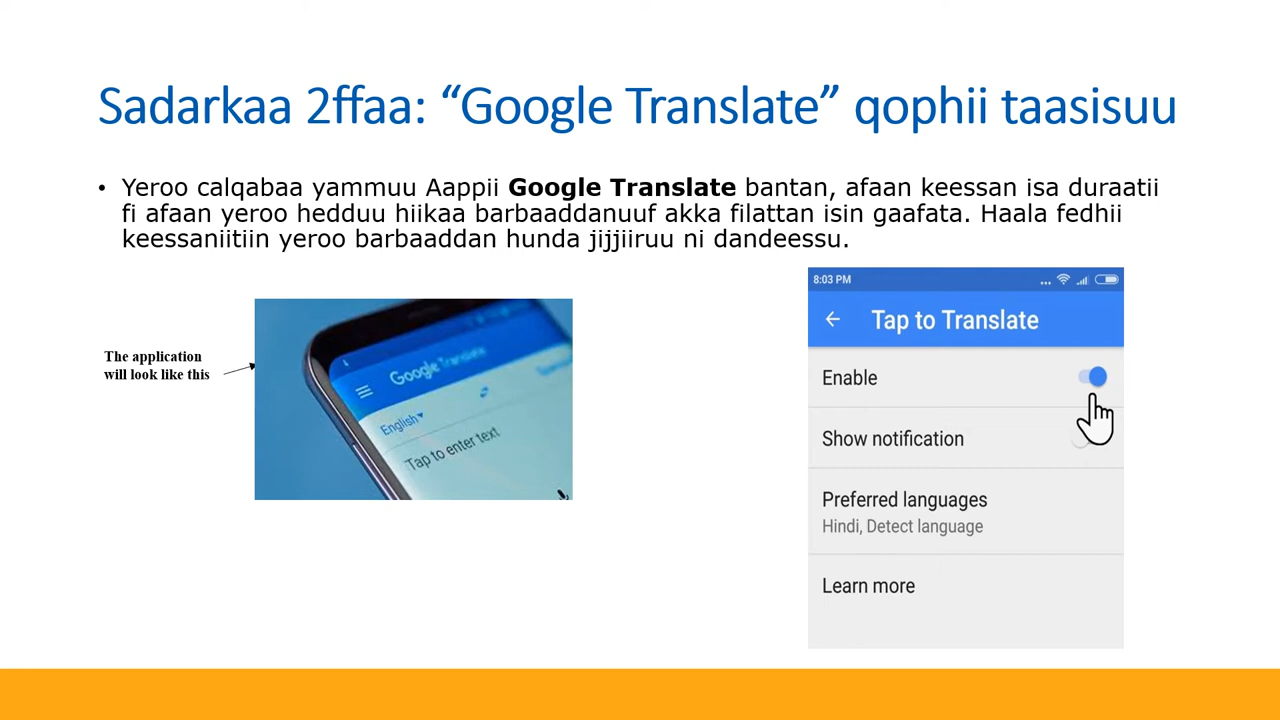 Sadarkaa 2ffaa: “Google Translate” qophii taasisuu
• Yeroo calqabaa yammuu Aappii Google Translate bantan, afaan keessan isa duraatii
fi afaan yeroo hedduu hiikaa barbaaddanuuf akka filattan isin gaafata. Haala fedhii
keessaniitiin yeroo barbaaddan hunda jijjiiruu ni dandeessu.
The application
will look like this
Google Translate
English
Tap to enter text
8:03 PM
Tap to Translate
Enable
Show notification
Preferred languages
Hindi, Detect language
Learn more